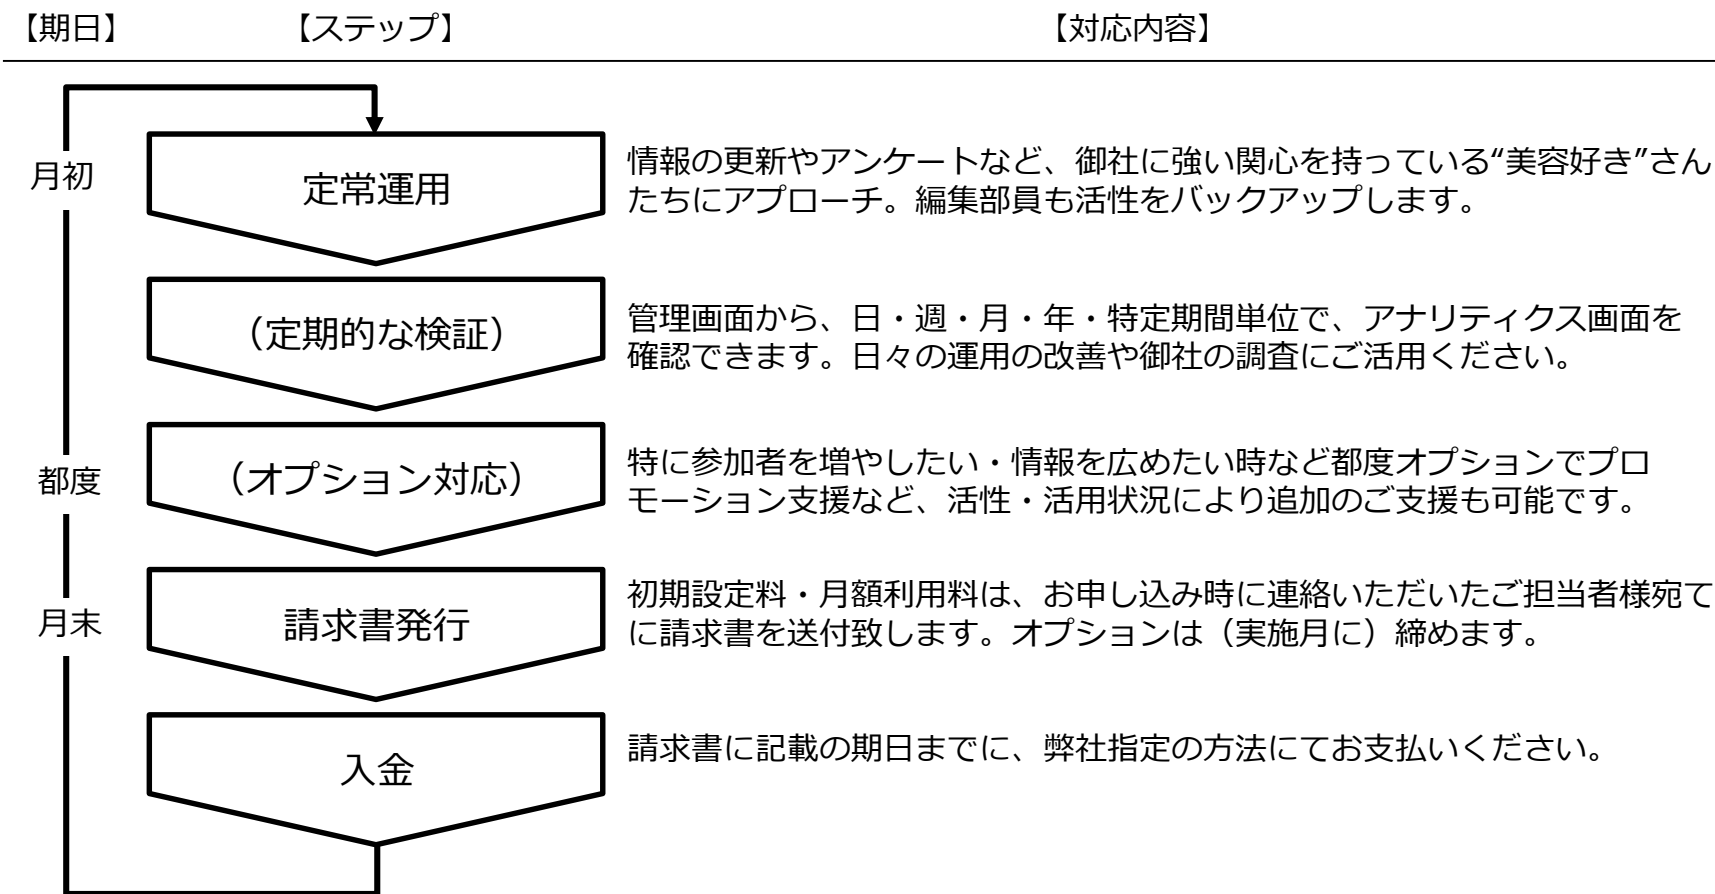 【期日】 【ステップ】 【対応内容】
月初
定常運用
情報の更新やアンケートなど、御社に強い関心を持っている“美容好き”さん
たちにアプローチ。編集部員も活性をバックアップします。
（定期的な検証）
管理画面から、日・週・月・年・特定期間単位で、アナリティクス画面を
確認できます。日々の運用の改善や御社の調査にご活用ください。
都度
（オプション対応）
特に参加者を増やしたい・情報を広めたい時など都度オプションでプロ
モーション支援など、活性・活用状況により追加のご支援も可能です。
月末
請求書発行
初期設定料・月額利用料は、お申し込み時に連絡いただいたご担当者様宛て
に請求書を送付致します。オプションは（実施月に）締めます。
入金
請求書に記載の期日までに、弊社指定の方法にてお支払いください。